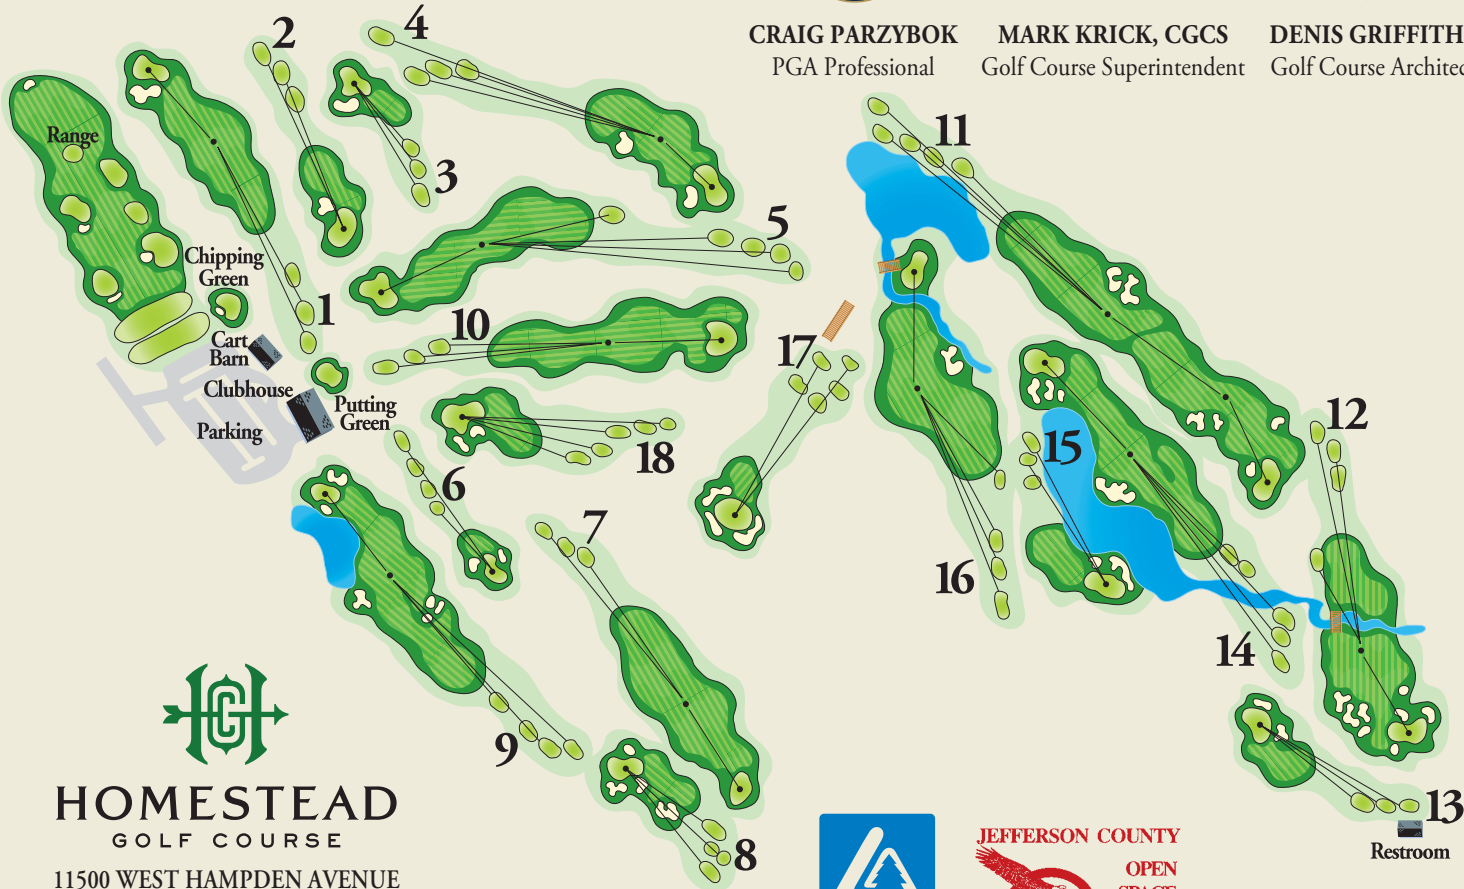 CRAIG PARZYBOK
PGA Professional
MARK KRICK, CGCS
Golf Course Superintendent
DENIS GRIFFITH
Golf Course Architec
2
4
Range
3
11
5
Chipping
Green
1
10
Cart
Barn
Clubhouse
Putting
Green
Parking
17
12
18
15
6
7
16
14
9
HCH
HOMESTEAD
GOLF COURSE
11500 WEST HAMPDEN AVENUE
8
13
Restroom
JEFFERSON COUNTY
OPEN
SPACE